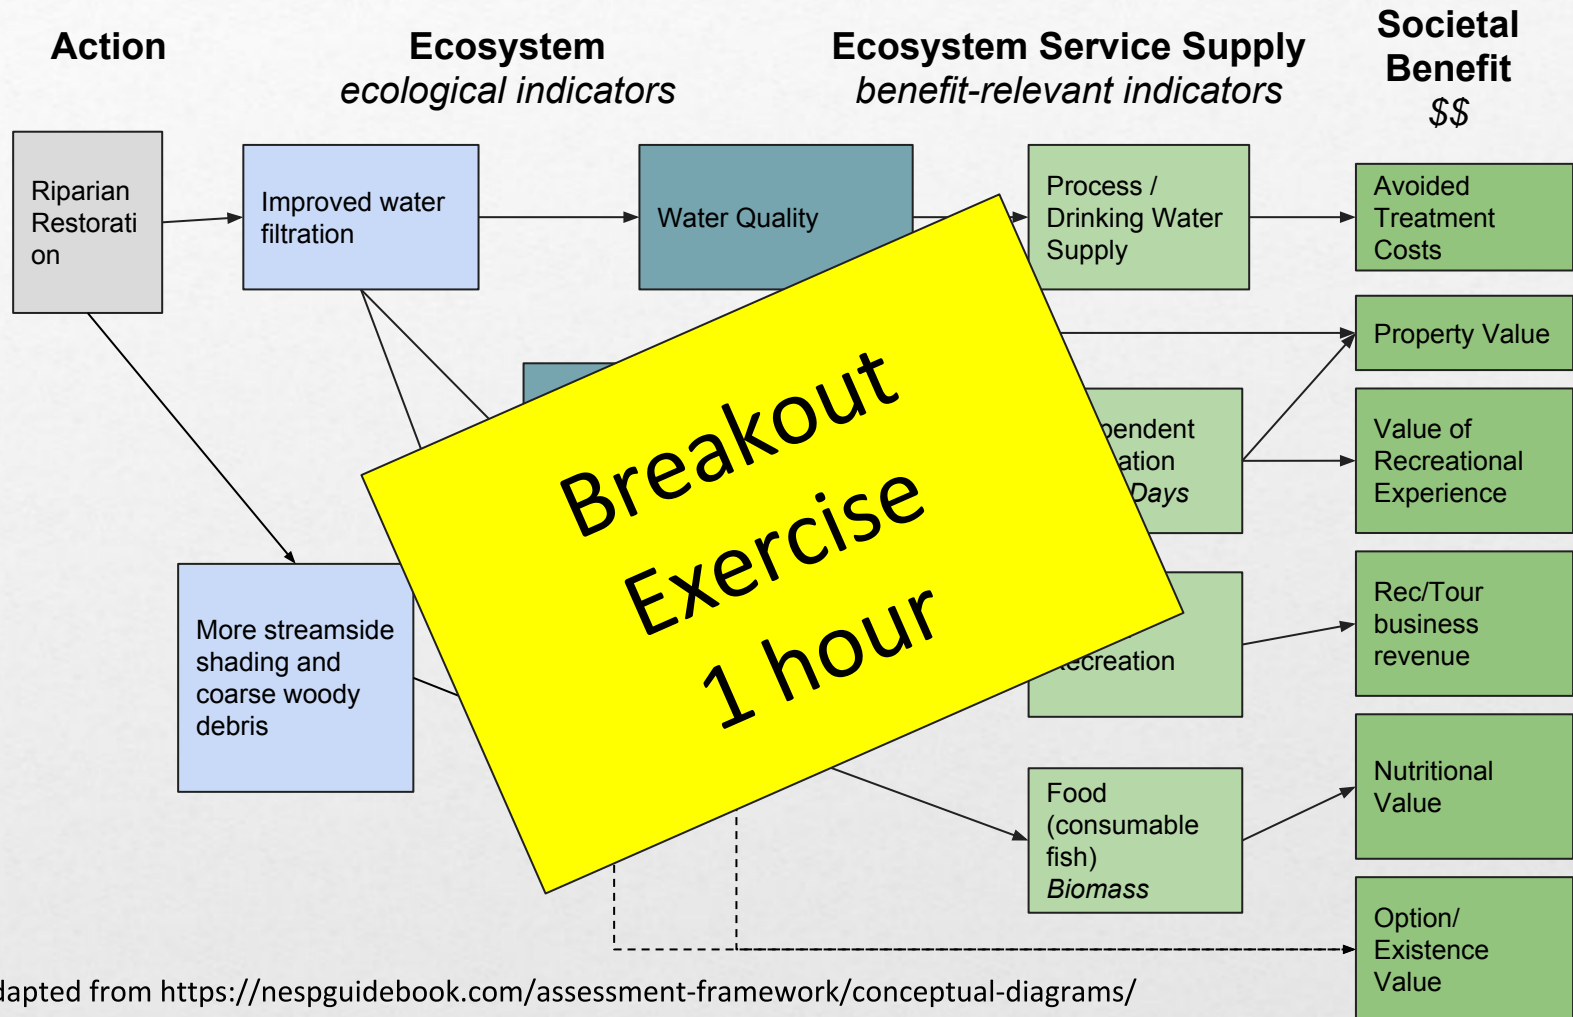 Action
Ecosystem
ecological indicators
Ecosystem Service Supply
benefit-relevant indicators
Societal
Benefit
$$
Riparian
Restorati
on
Improved water
filtration
Water Quality
Process /
Drinking Water
Supply
Avoided
Treatment
Costs
Property Value
Breakout
Exercise
1 hour
Days
Value of
Recreational
Experience
More streamside
shading and
coarse woody
debris
Recreation
Rec/Tour
business
revenue
Food
(consumable
fish)
Biomass
Nutritional
Value
Option/
Existence
Value
dapted from https://nespguidebook.com/assessment-framework/conceptual-diagrams/